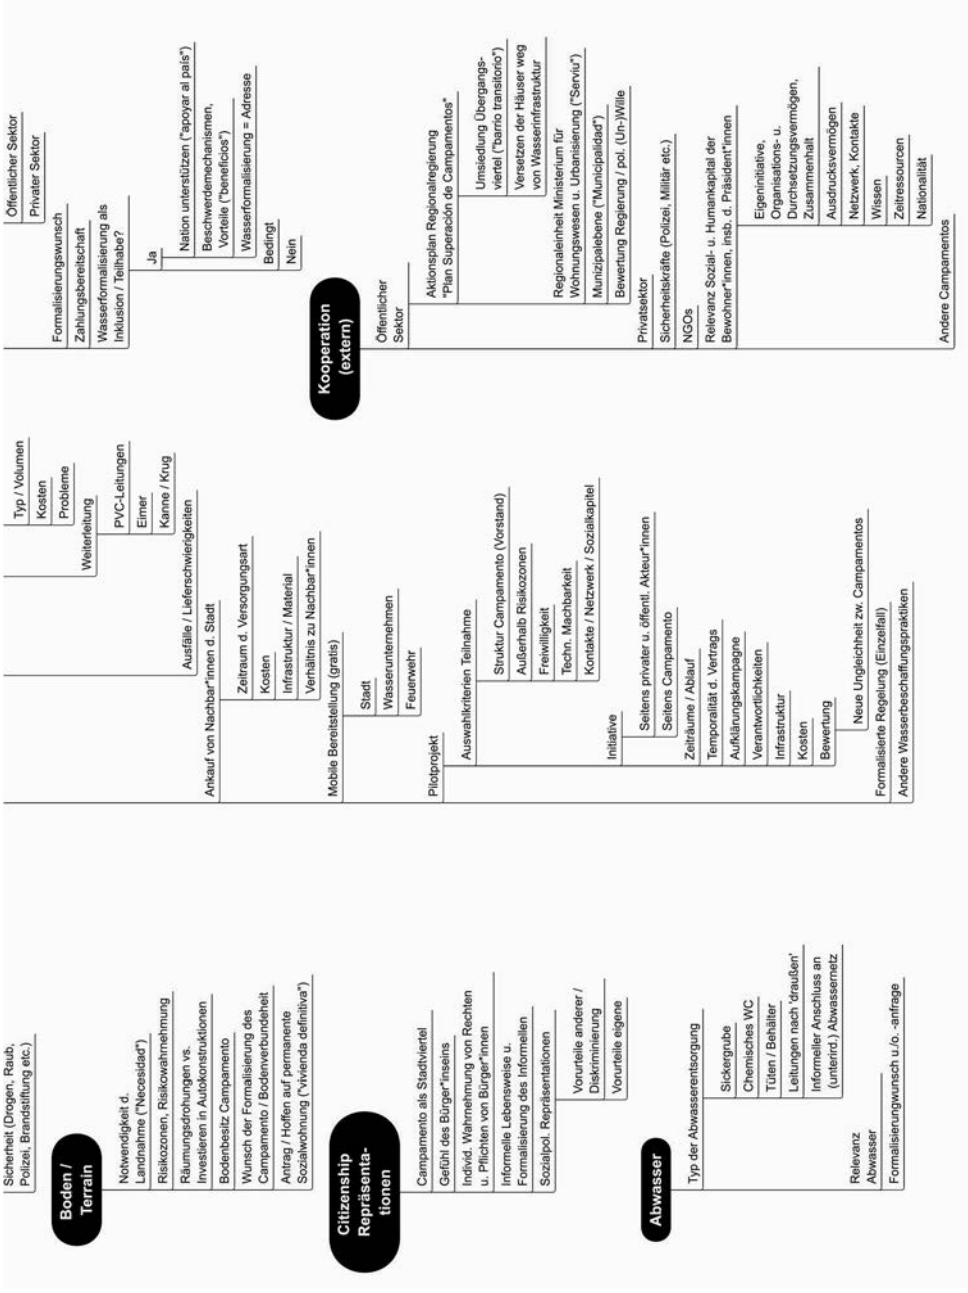 Sicherheit (Drogen, Raub,
Polizei, Brandstiftung etc.)
Boden /
Terrain
Notwendigkeit d.
Landnahme ("Necesidad")
Risikozonen, Risikowahrnehmung
Räumungsdrohungen vs.
Investieren in Autokonstruktionen
Bodenbesitz Campamento
Wunsch der Formalisierung des
Campamento / Bodenverbundeheit
Antrag / Hoffen auf permanente
Sozialwohnung ("vivienda definitiva")
Citizenship
Repräsenta-
tionen
Campamento als Stadtviertel
Gefühl des Bürger*inseins
Individ. Wahrnehmung von Rechten
u. Pflichten von Bürger*innen
Informelle Lebensweise u.
Formalisierung des Informellen
Sozialpol. Repräsentationen
Vorurteile anderer /
Diskriminierung
Vorurteile eigene
Abwasser
Typ der Abwasserentsorgung
Sickergrube
Chemisches WC
Tüten / Behälter
Leitungen nach 'draußen'
Informeller Anschluss an
(unterird.) Abwassernetz
Relevanz
Abwasser
Formalisierungwunsch u./o. -anfrage
Typ / Volumen
Kosten
Probleme
Weiterleitung
PVC-Leitungen
Eimer
Kanne / Krug
Ausfälle / Lieferschwierigkeiten
Ankauf von Nachbar*innen d. Stadt
Zeitraum d. Versorgungsart
Kosten
Infrastruktur / Material
Verhältnis zu Nachbar*innen
Mobile Bereitstellung (gratis)
Stadt
Wasserunternehmen
Feuerwehr
Pilotprojekt
Auswahlkriterien Teilnahme
Struktur Campamento (Vorstand)
Außerhalb Risikozonen
Freiwilligkeit
Techn. Machbarkeit
Kontakte / Netzwerk / Sozialkapitel
Initiative
Seitens privater u. öffentl. Akteur*innen
Seitens Campamento
Zeiträume / Ablauf
Temporalität d. Vertrags
Aufklärungskampagne
Verantwortlichkeiten
Infrastruktur
Kosten
Bewertung
Neue Ungleichheit zw. Campamentos
Formalisierte Regelung (Einzelfall)
Andere Wasserbeschaffungspraktiken
Öffentlicher Sektor
Privater Sektor
Formalisierungswunsch
Zahlungsbereitschaft
Wasserformalisierung als
Inklusion / Teilhabe?
Ja
Nation unterstützen ("apoyar al país")
Beschwerdemechanismen,
Vorteile ("beneficios")
Wasserformalisierung = Adresse
Bedingt
Nein
Kooperation
(extern)
Öffentlicher
Sektor
Aktionsplan Regionalregierung
"Plan Superación de Campamentos"
Umsiedlung Übergangs-
viertel ("barrio transitorio")
Versetzen der Häuser weg
von Wasserinfrastruktur
Regionaleinheit Ministerium für
Wohnungswesen u. Urbanisierung ("Serviu")
Munizipalebene ("Municipalidad")
Bewertung Regierung / pol. (Un-)Wille
Privatsektor
Sicherheitskräfte (Polizei, Militär etc.)
NGOs
Relevanz Sozial- u. Humankapital der
Bewohner*innen, insb. d. Präsident*innen
Eigeninitiative,
Organisations- u.
Durchsetzungsvermögen,
Zusammenhalt
Ausdrucksvermögen
Netzwerk, Kontakte
Wissen
Zeitressourcen
Nationalität
Andere Campamentos